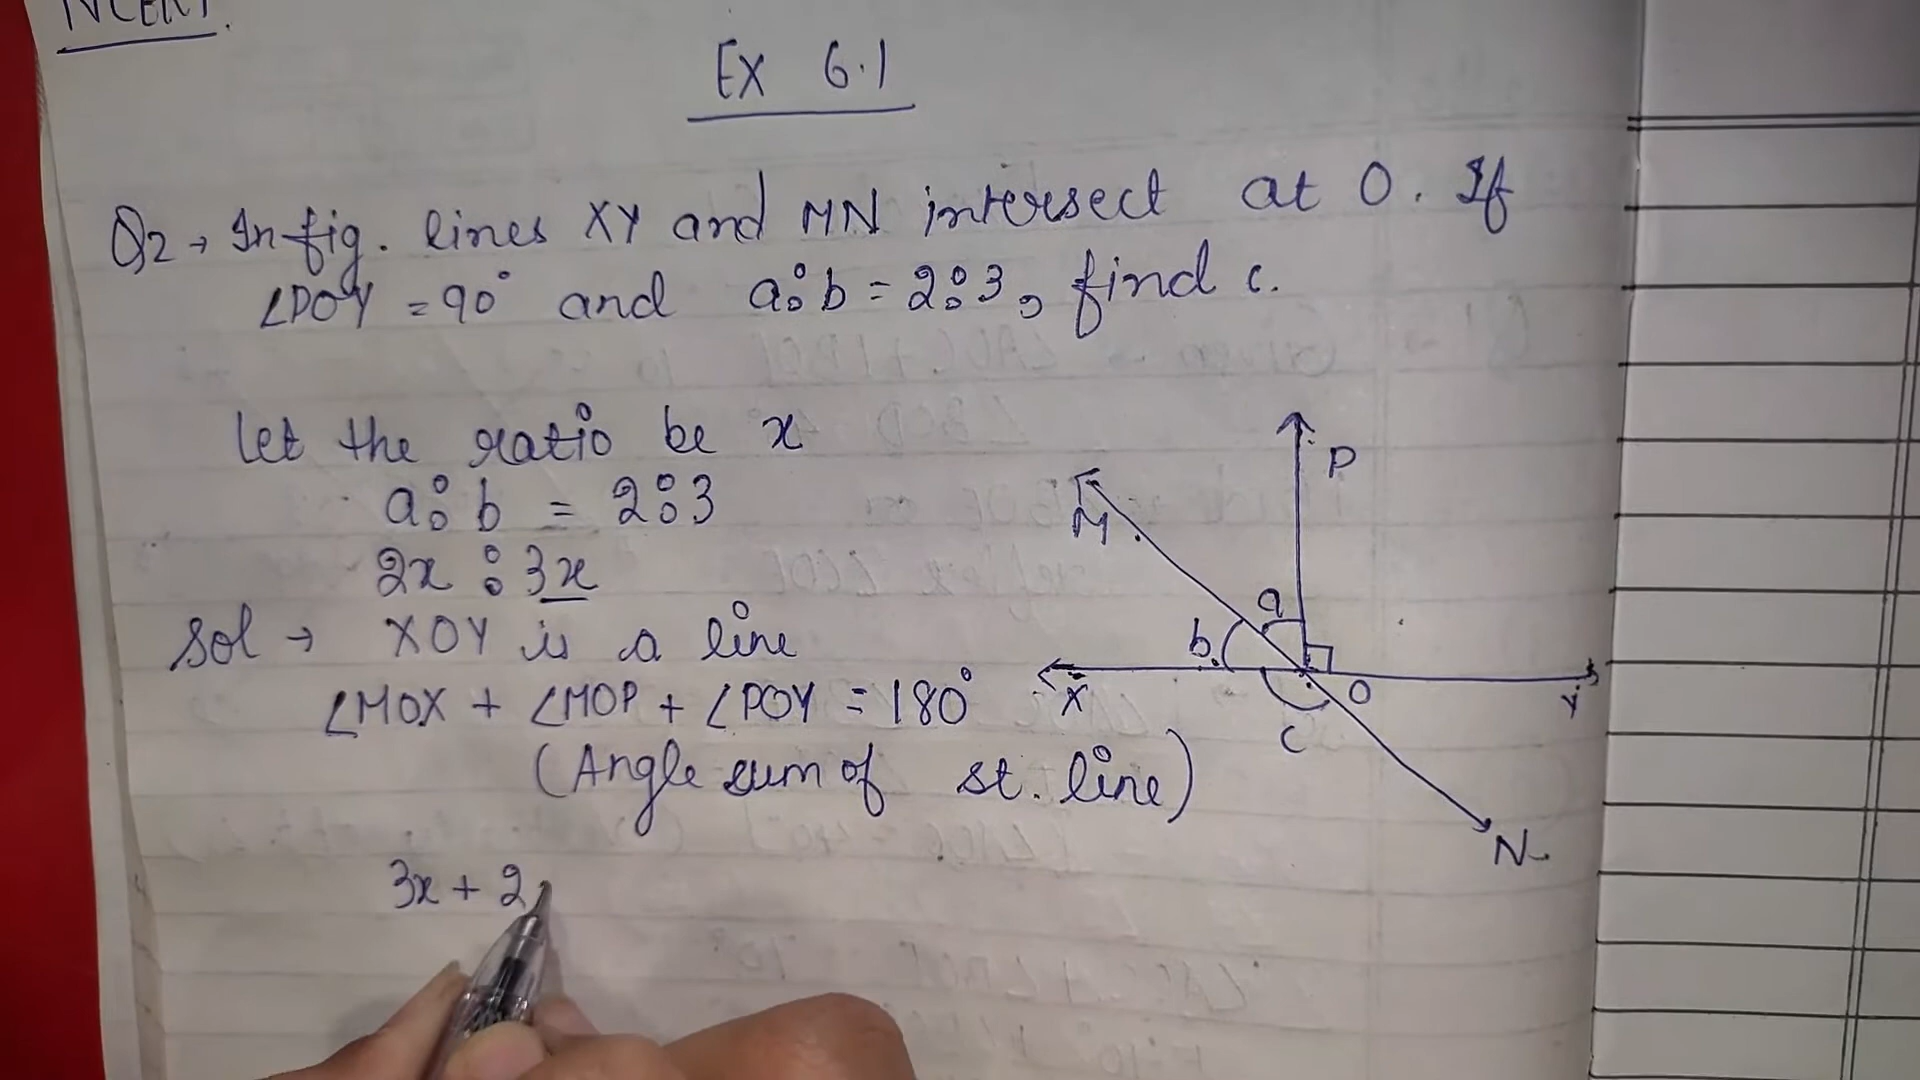 NCERT.
Ex 6.1
Q2→ In fig. lines XY and MN intersect at O. If
∠POY = 90° and a:b = 2:3, find c.
let the ratio be x
a:b = 2:3
2x : 3x
Sol → XOY is a line
∠MOX + ∠MOP + ∠POY = 180°
(Angle sum of st. line)
3x + 2
P
M
a
b
X
O
Y
C
N